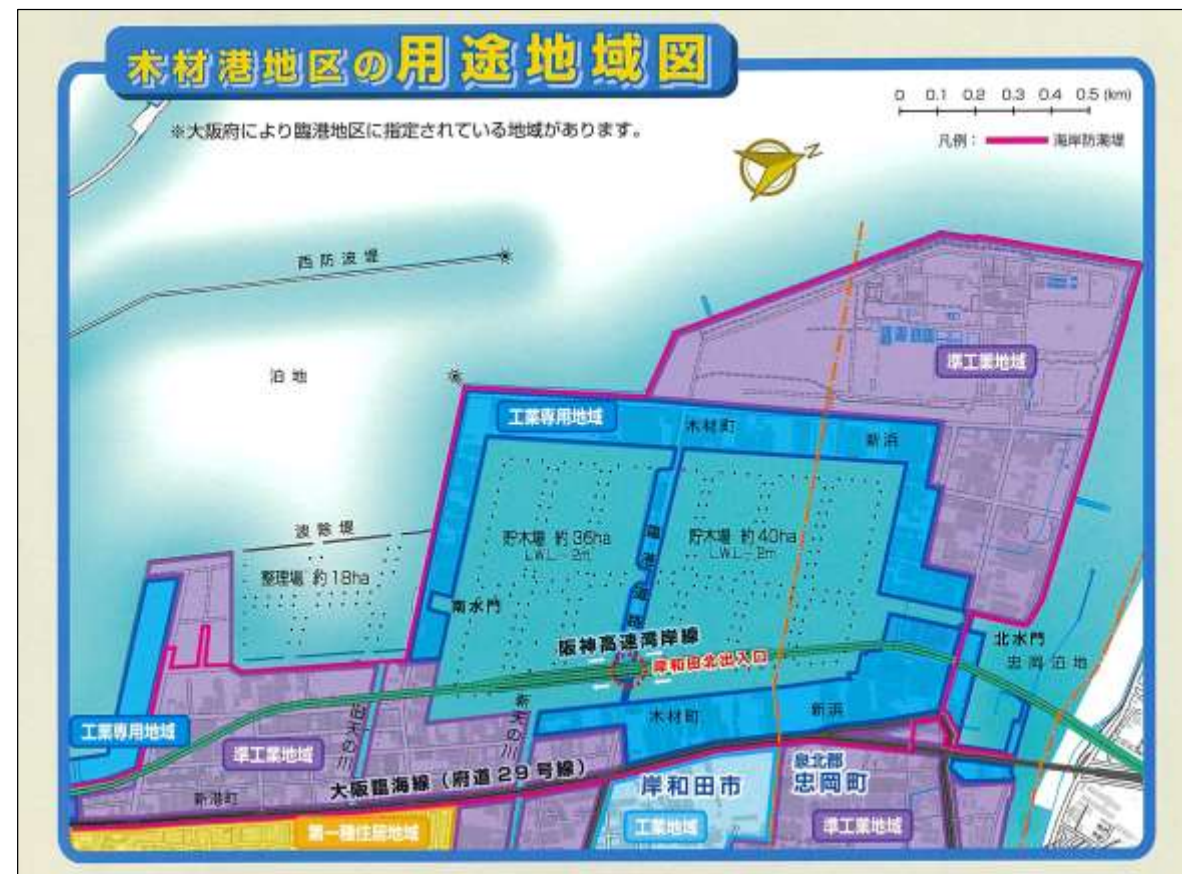 木材港地区の用途地域図
※大阪府により臨港地区に指定されている地域があります。
0 0.1 0.2 0.3 0.4 0.5 (km)
凡例： 海岸防潮堤
Z
西防波堤
泊地
準工業地域
工業専用地域
木材町
新浜
波除堤
貯木場 約36ha
L.W.L－2m
貯木場 約40ha
L.W.L－2m
臨港道路
整理場 約18ha
南水門
阪神高速湾岸線
岸和田北出入口
北水門
忠岡泊地
工業専用地域
旧天の川
新天の川
木材町
新浜
準工業地域
大阪臨海線（府道29号線）
新港町
岸和田市
泉北郡
忠岡町
第一種住居地域
工業地域
準工業地域